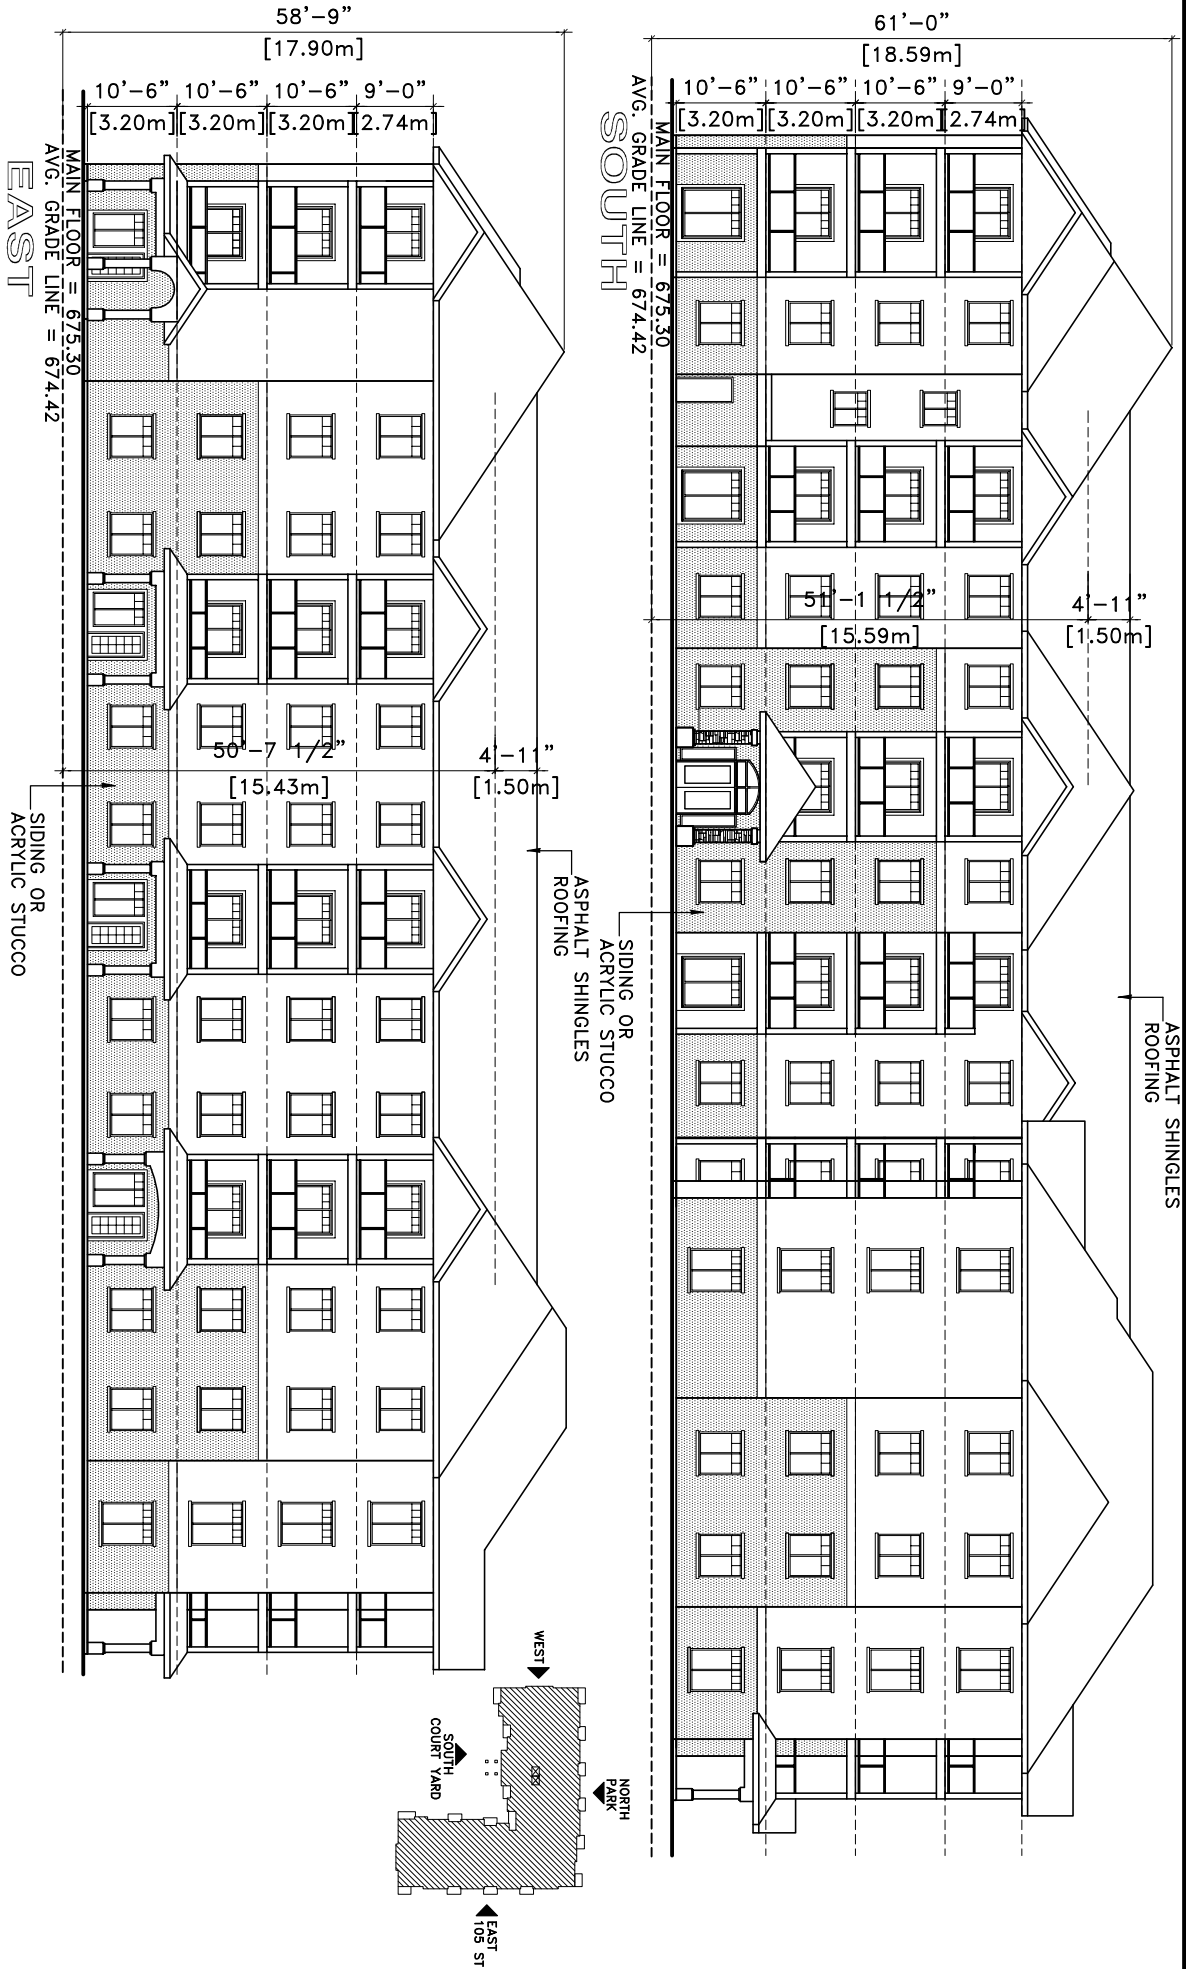 61'-0"
[18.59m]
10'-6"
10'-6"
10'-6"
9'-0"
[3.20m]
[3.20m]
[3.20m]
[2.74m]
51'-1 1/2"
[15.59m]
4'-11"
[1.50m]
ASPHALT SHINGLES
ROOFING
SIDING OR
ACRYLIC STUCCO
MAIN FLOOR = 675.30
AVG. GRADE LINE = 674.42
SOUTH
58'-9"
[17.90m]
10'-6"
10'-6"
10'-6"
9'-0"
[3.20m]
[3.20m]
[3.20m]
[2.74m]
50'-7 1/2"
[15.43m]
4'-11"
[1.50m]
ASPHALT SHINGLES
ROOFING
SIDING OR
ACRYLIC STUCCO
MAIN FLOOR = 675.30
AVG. GRADE LINE = 674.42
EAST
WEST
NORTH
PARK
SOUTH
COURT YARD
EAST
105 ST